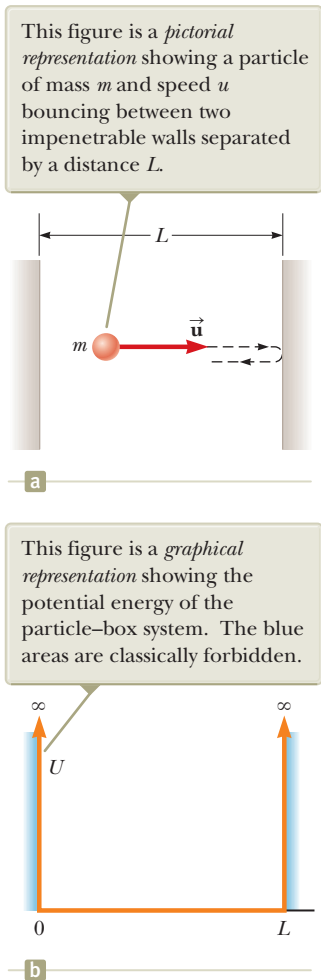 This figure is a pictorial
representation showing a particle
of mass m and speed u
bouncing between two
impenetrable walls separated
by a distance L.
L
m
u
a
This figure is a graphical
representation showing the
potential energy of the
particle–box system. The blue
areas are classically forbidden.
∞ ∞
U
0 L
b